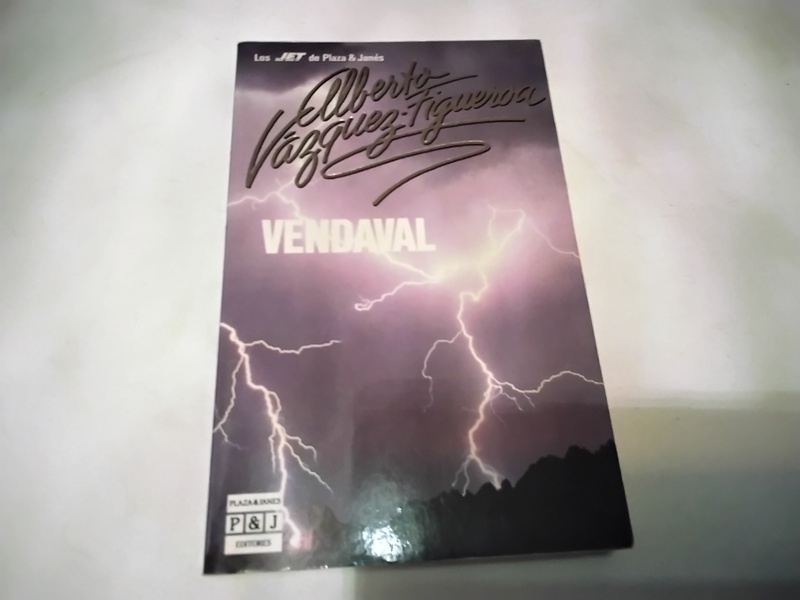 Los JET de Plaza & Janés
Alberto
Vázquez-Figueroa
VENDAVAL
PLAZA & JANES
P & J
EDITORES